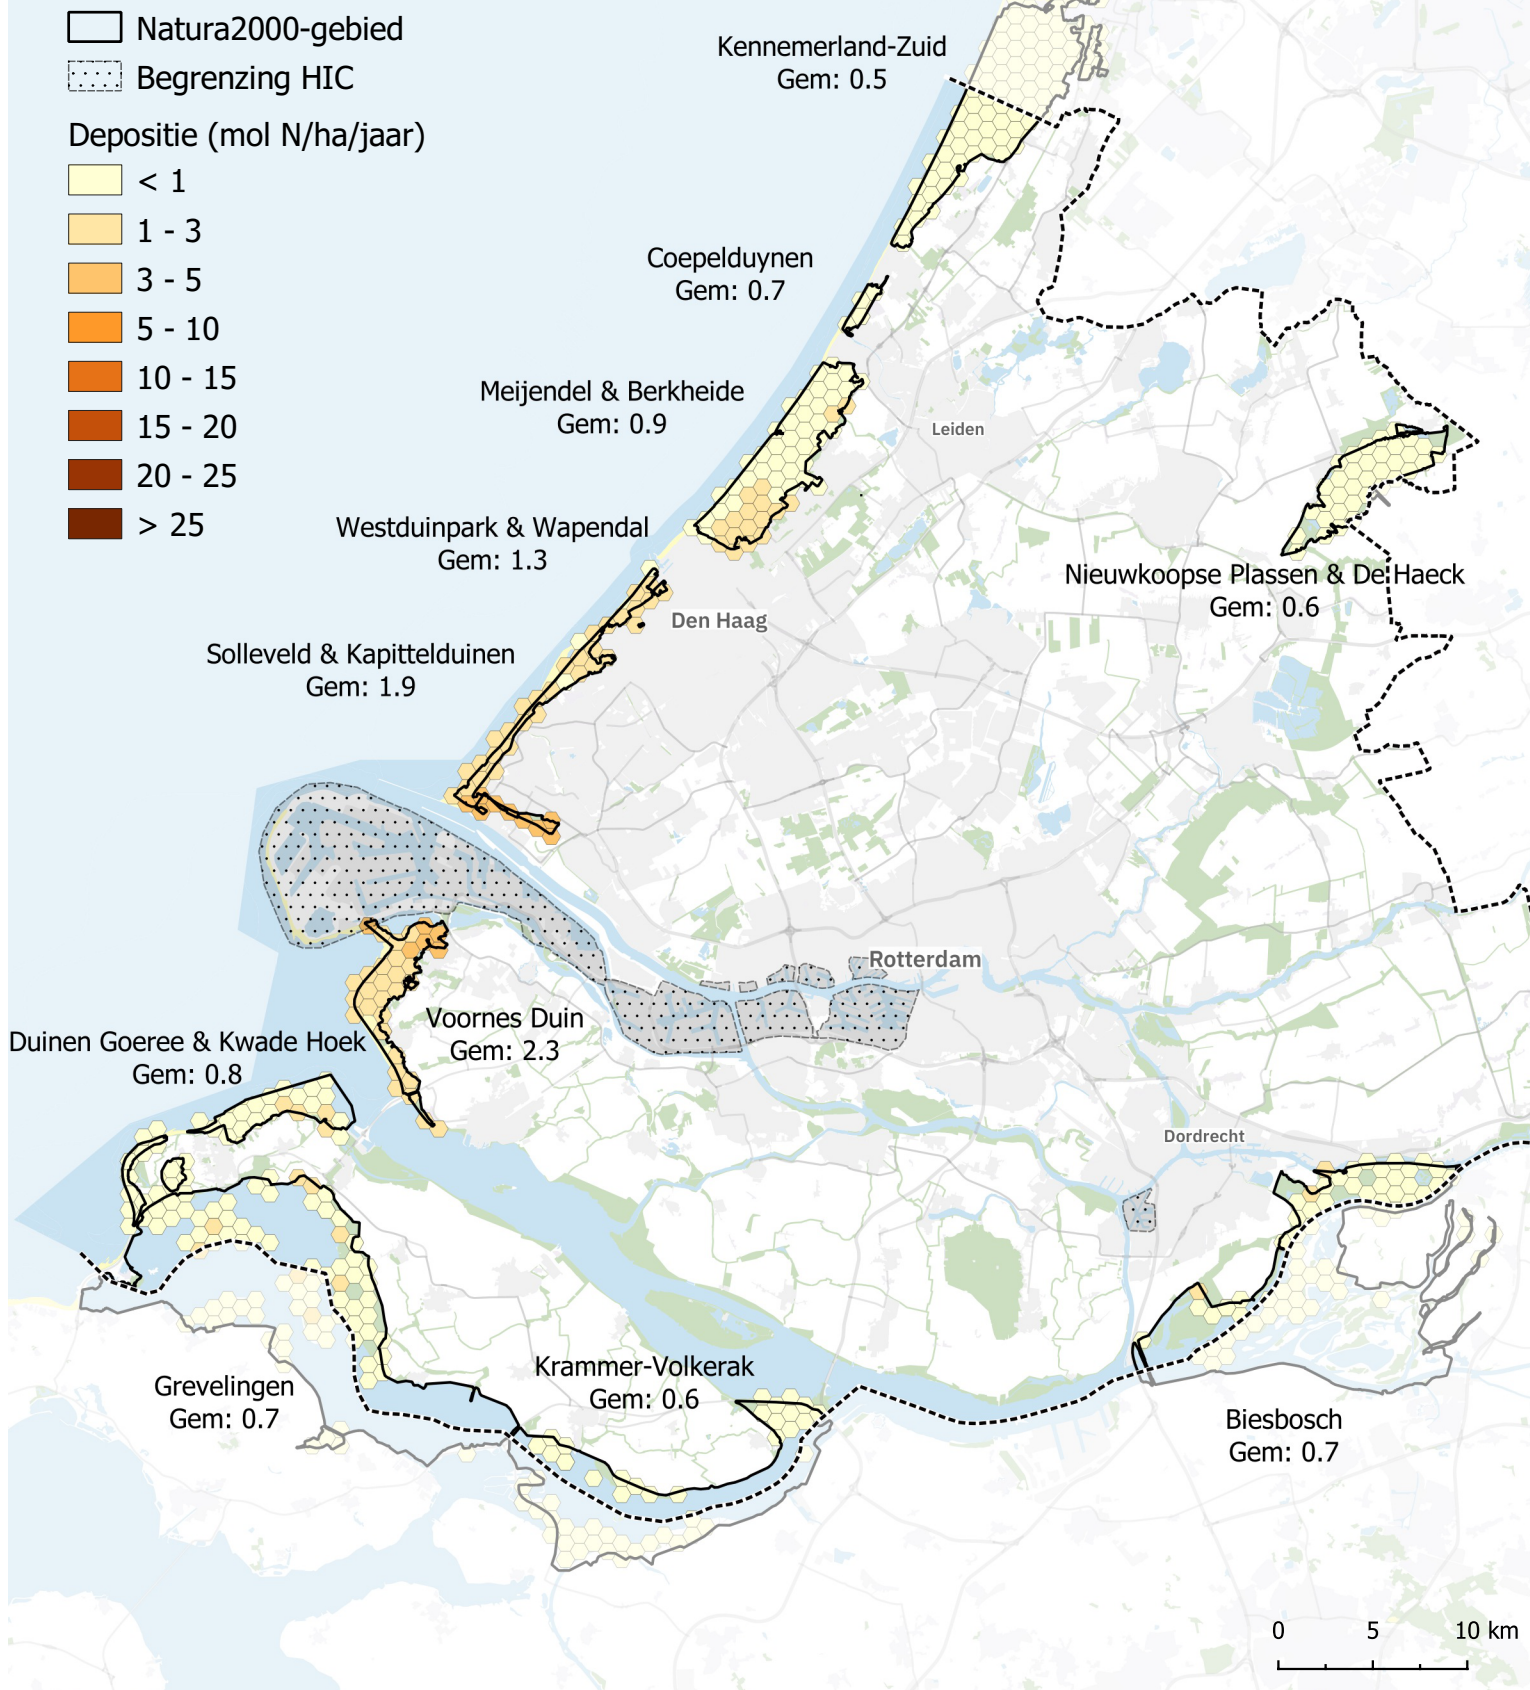 Natura2000-gebied
Begrenzing HIC
Depositie (mol N/ha/jaar)
< 1
1 - 3
3 - 5
5 - 10
10 - 15
15 - 20
20 - 25
> 25
Kennemerland-Zuid
Gem: 0.5
Coepelduynen
Gem: 0.7
Meijendel & Berkheide
Gem: 0.9
Leiden
Westduinpark & Wapendal
Gem: 1.3
Nieuwkoopse Plassen & De Haeck
Gem: 0.6
Den Haag
Solleveld & Kapittelduinen
Gem: 1.9
Rotterdam
Voornes Duin
Gem: 2.3
Duinen Goeree & Kwade Hoek
Gem: 0.8
Dordrecht
Krammer-Volkerak
Gem: 0.6
Grevelingen
Gem: 0.7
Biesbosch
Gem: 0.7
0 5 10 km